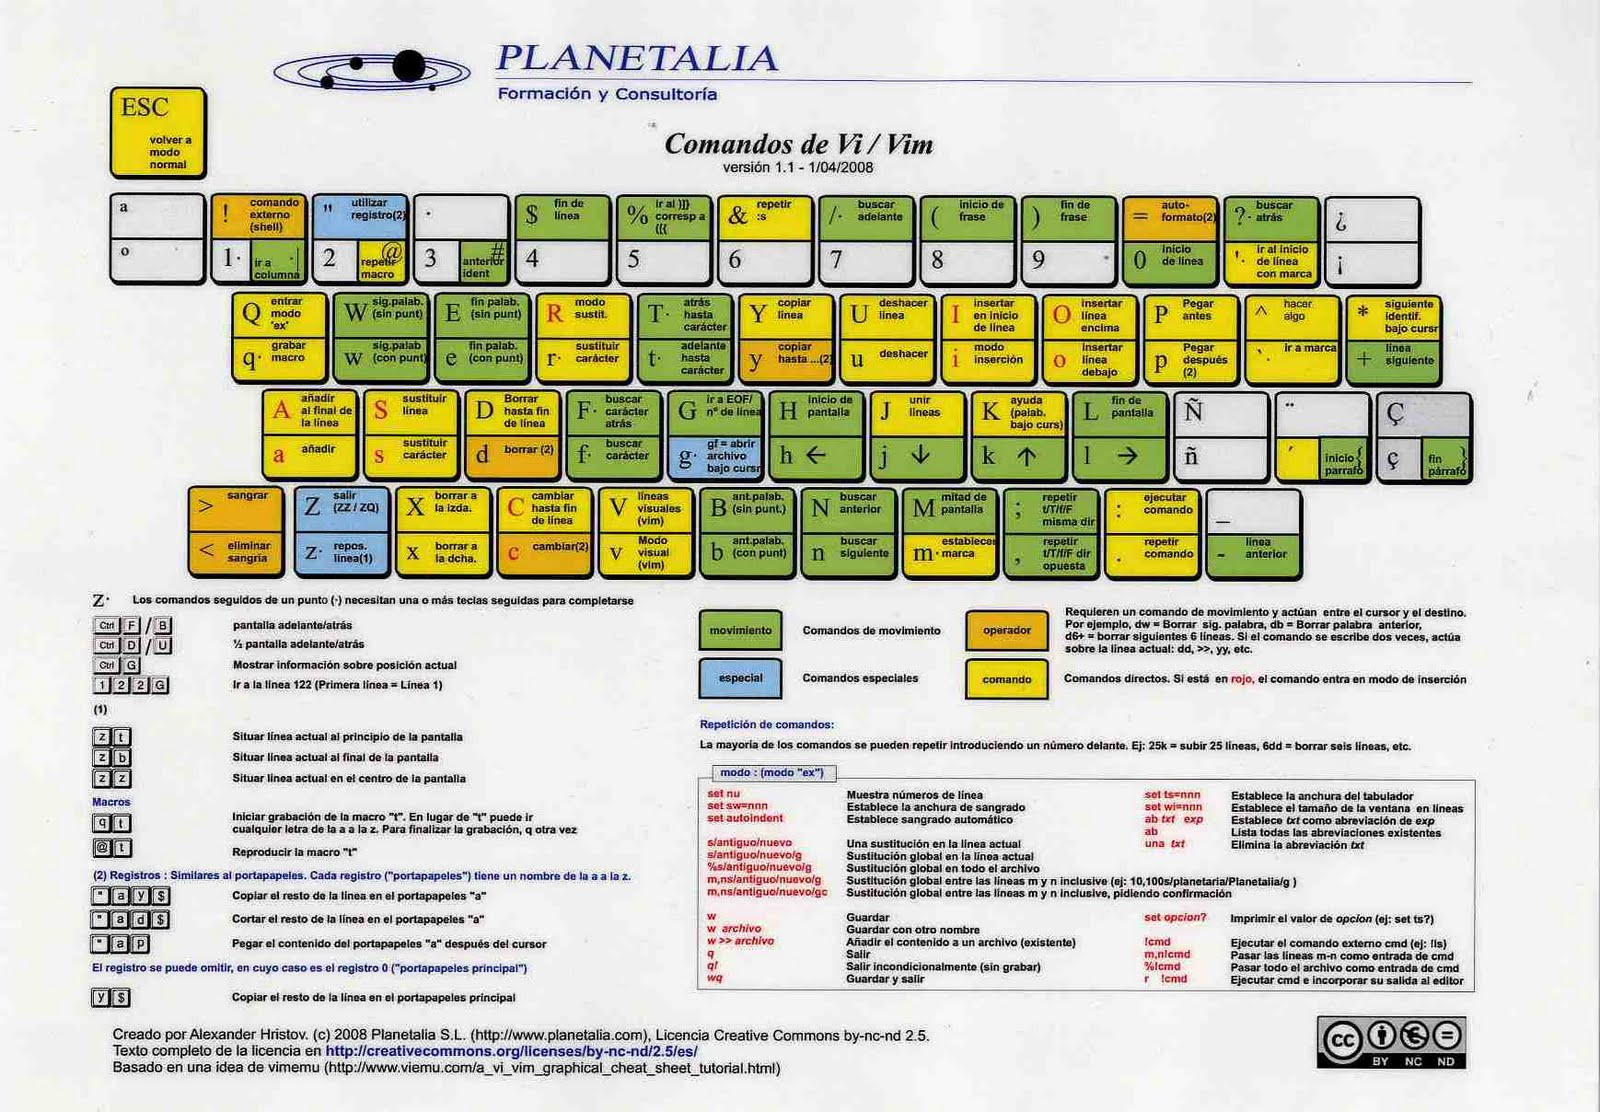 PLANETALIA
Formación y Consultoría
ESC
volver a
modo
normal
Comandos de Vi / Vim
versión 1.1 - 1/04/2008
a
º
! comando
externo
(shell)
1· ir a
columna |
" utilizar
registro(2)
2 @ repetir
macro
·
3 # anterior
ident
$ fin de
línea
4
% ir al )]}
corresp a
({[
5
& repetir
:s
6
/· buscar
adelante
7
( inicio de
frase
8
) fin de
frase
9
= auto-
formato(2)
0 inicio
de línea
?· buscar
atrás
'· ir al inicio
de línea
con marca
¿
¡
Q entrar
modo
'ex'
q· grabar
macro
W sig.palab.
(sin punt)
w sig.palab
(con punt)
E fin palab.
(sin punt)
e fin palab.
(con punt)
R modo
sustit.
r· sustituir
carácter
T· atrás
hasta
carácter
t· adelante
hasta
carácter
Y copiar
línea
y copiar
hasta ...(2)
U deshacer
línea
u deshacer
I insertar
en inicio
de línea
i modo
inserción
O insertar
línea
encima
o insertar
línea
debajo
P Pegar
antes
p Pegar
después
(2)
^ hacer
algo
`· ir a marca
* siguiente
identif.
bajo cursr
+ línea
siguiente
A añadir
al final de
la línea
a añadir
S sustituir
línea
s sustituir
carácter
D Borrar
hasta fin
de línea
d borrar (2)
F· buscar
carácter
atrás
f· buscar
carácter
G ir a EOF/
nº de línea
g· gf = abrir
archivo
bajo cursr
H inicio de
pantalla
h ←
J unir
líneas
j ↓
K ayuda
(palab.
bajo curs)
k ↑
L fin de
pantalla
l →
Ñ
ñ
¨
´ inicio {
parrafo
Ç
ç fin }
párrafo
> sangrar
< eliminar
sangria
Z salir
(ZZ / ZQ)
z· repos.
línea(1)
X borrar a
la izda.
x borrar a
la dcha.
C cambiar
hasta fin
de línea
c cambiar(2)
V líneas
visuales
(vim)
v Modo
visual
(vim)
B ant.palab.
(sin punt.)
b ant.palab.
(con punt)
N buscar
anterior
n buscar
siguiente
M mitad de
pantalla
m· establecer
marca
; repetir
t/T/f/F
misma dir
, repetir
t/T/f/F dir
opuesta
: ejecutar
comando
. repetir
comando
_
- línea
anterior
z· Los comandos seguidos de un punto (·) necesitan una o más teclas seguidas para completarse
Ctrl F / B pantalla adelante/atrás
Ctrl D / U ½ pantalla adelante/atrás
Ctrl G Mostrar información sobre posición actual
1 2 2 G Ir a la línea 122 (Primera línea = Línea 1)
(1)
z t Situar línea actual al principio de la pantalla
z b Situar línea actual al final de la pantalla
z z Situar línea actual en el centro de la pantalla
Macros
q t Iniciar grabación de la macro "t". En lugar de "t" puede ir
cualquier letra de la a a la z. Para finalizar la grabación, q otra vez
@ t Reproducir la macro "t"
(2) Registros : Similares al portapapeles. Cada registro ("portapapeles") tiene un nombre de la a a la z.
" a y $ Copiar el resto de la línea en el portapapeles "a"
" a d $ Cortar el resto de la línea en el portapapeles "a"
" a p Pegar el contenido del portapapeles "a" después del cursor
El registro se puede omitir, en cuyo caso es el registro 0 ("portapapeles principal")
y $ Copiar el resto de la línea en el portapapeles principal
movimiento Comandos de movimiento
especial Comandos especiales
operador Requieren un comando de movimiento y actúan entre el cursor y el destino.
Por ejemplo, dw = Borrar sig. palabra, db = Borrar palabra anterior,
d6+ = borrar siguientes 6 líneas. Si el comando se escribe dos veces, actúa
sobre la línea actual: dd, >>, yy, etc.
comando Comandos directos. Si está en rojo, el comando entra en modo de inserción
Repetición de comandos:
La mayoría de los comandos se pueden repetir introduciendo un número delante. Ej: 25k = subir 25 líneas, 6dd = borrar seis líneas, etc.
modo : (modo "ex")
set nu Muestra números de línea
set sw=nnn Establece la anchura de sangrado
set autoindent Establece sangrado automático
s/antiguo/nuevo Una sustitución en la línea actual
s/antiguo/nuevo/g Sustitución global en la línea actual
%s/antiguo/nuevo/g Sustitución global en todo el archivo
m,ns/antiguo/nuevo/g Sustitución global entre las líneas m y n inclusive (ej: 10,100s/planetaria/Planetalia/g )
m,ns/antiguo/nuevo/gc Sustitución global entre las líneas m y n inclusive, pidiendo confirmación
w Guardar
w archivo Guardar con otro nombre
w >> archivo Añadir el contenido a un archivo (existente)
q Salir
q! Salir incondicionalmente (sin grabar)
wq Guardar y salir
set ts=nnn Establece la anchura del tabulador
set wi=nnn Establece el tamaño de la ventana en líneas
ab txt exp Establece txt como abreviación de exp
ab Lista todas las abreviaciones existentes
una txt Elimina la abreviación txt
set opcion? Imprimir el valor de opcion (ej: set ts?)
!cmd Ejecutar el comando externo cmd (ej: !ls)
m,n!cmd Pasar las líneas m-n como entrada de cmd
%!cmd Pasar todo el archivo como entrada de cmd
r !cmd Ejecutar cmd e incorporar su salida al editor
Creado por Alexander Hristov. (c) 2008 Planetalia S.L. (http://www.planetalia.com), Licencia Creative Commons by-nc-nd 2.5.
Texto completo de la licencia en http://creativecommons.org/licenses/by-nc-nd/2.5/es/
Basado en una idea de vimemu (http://www.viemu.com/a_vi_vim_graphical_cheat_sheet_tutorial.html)
cc BY NC ND